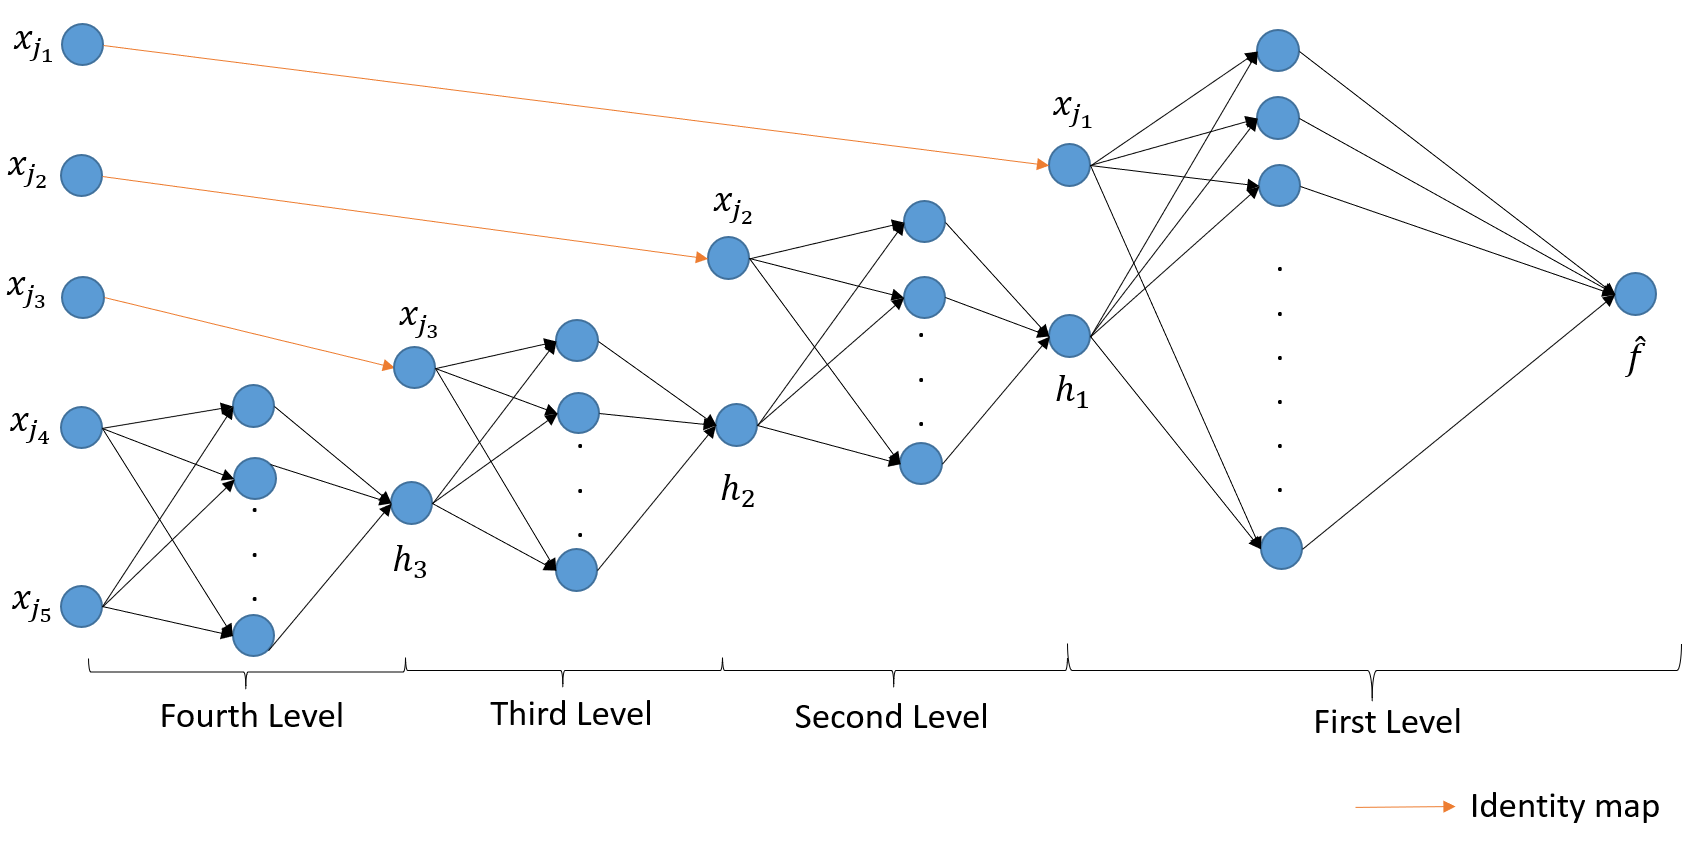 x_{j_1}
x_{j_2}
x_{j_3}
x_{j_4}
x_{j_5}
h_3
x_{j_3}
h_2
x_{j_2}
x_{j_1}
h_1
\hat{f}
Fourth Level
Third Level
Second Level
First Level
Identity map